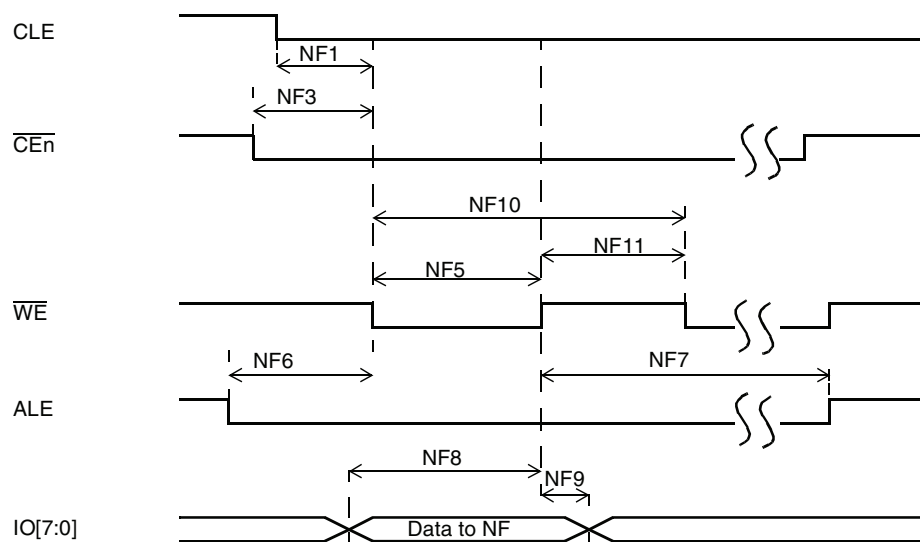 CLE
NF1
NF3
CEn
NF10
NF11
NF5
WE
NF6
NF7
ALE
NF8
NF9
IO[7:0]
Data to NF